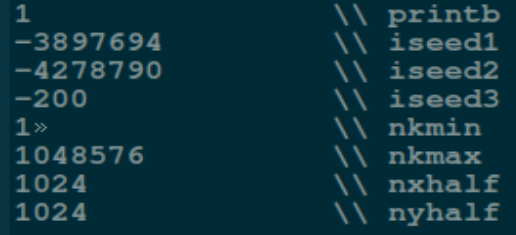 1 \\ printb
-3897694 \\ iseed1
-4278790 \\ iseed2
-200 \\ iseed3
1» \\ nkmin
1048576 \\ nkmax
1024 \\ nxhalf
1024 \\ nyhalf